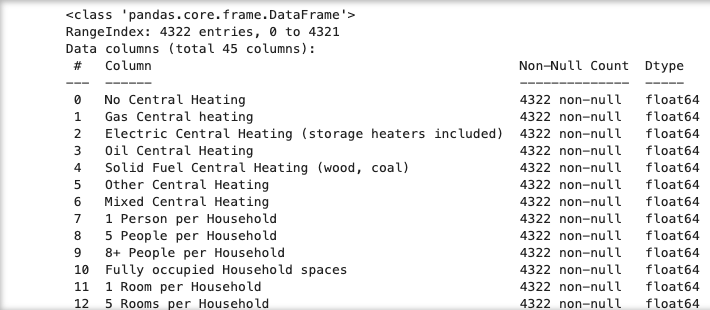 <class 'pandas.core.frame.DataFrame'>
RangeIndex: 4322 entries, 0 to 4321
Data columns (total 45 columns):
 #   Column                                            Non-Null Count  Dtype
---  ------                                            --------------  -----
 0   No Central Heating                                4322 non-null   float64
 1   Gas Central heating                               4322 non-null   float64
 2   Electric Central Heating (storage heaters included)  4322 non-null   float64
 3   Oil Central Heating                               4322 non-null   float64
 4   Solid Fuel Central Heating (wood, coal)           4322 non-null   float64
 5   Other Central Heating                             4322 non-null   float64
 6   Mixed Central Heating                             4322 non-null   float64
 7   1 Person per Household                            4322 non-null   float64
 8   5 People per Household                            4322 non-null   float64
 9   8+ People per Household                           4322 non-null   float64
 10  Fully occupied Household spaces                   4322 non-null   float64
 11  1 Room per Household                              4322 non-null   float64
 12  5 Rooms per Household                             4322 non-null   float64